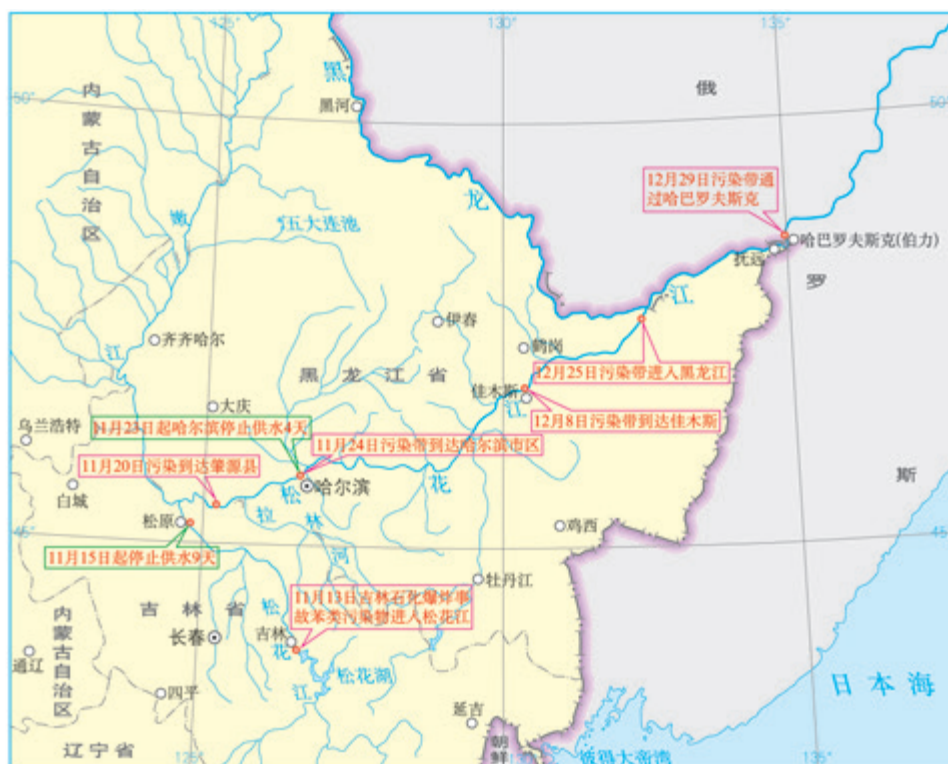 125°
130°
135°
黑
俄
黑河
50°
50°
内蒙古自治区
12月29日污染带通
过哈巴罗夫斯克
龙
嫩
五大连池
哈巴罗夫斯克(伯力)
抚远
罗
江
伊春
齐齐哈尔
鹤岗
江
黑龙江省
12月25日污染带进入黑龙江
佳木斯
江
大庆
12月8日污染带到达佳木斯
11月23日起哈尔滨停止供水4天
乌兰浩特
11月24日污染带到达哈尔滨市区
11月20日污染到达肇源县
花
斯
白城
松
哈尔滨
拉林河
松原
鸡西
45°
45°
11月15日起停止供水9天
牡丹江
11月13日吉林石化爆炸事
故苯类污染物进入松花江
吉林省
松
内蒙古自治区
长春
吉林
花
通辽
松花湖
江
四平
日本海
延吉
辽宁省
朝鲜
125°
彼得大帝湾
135°